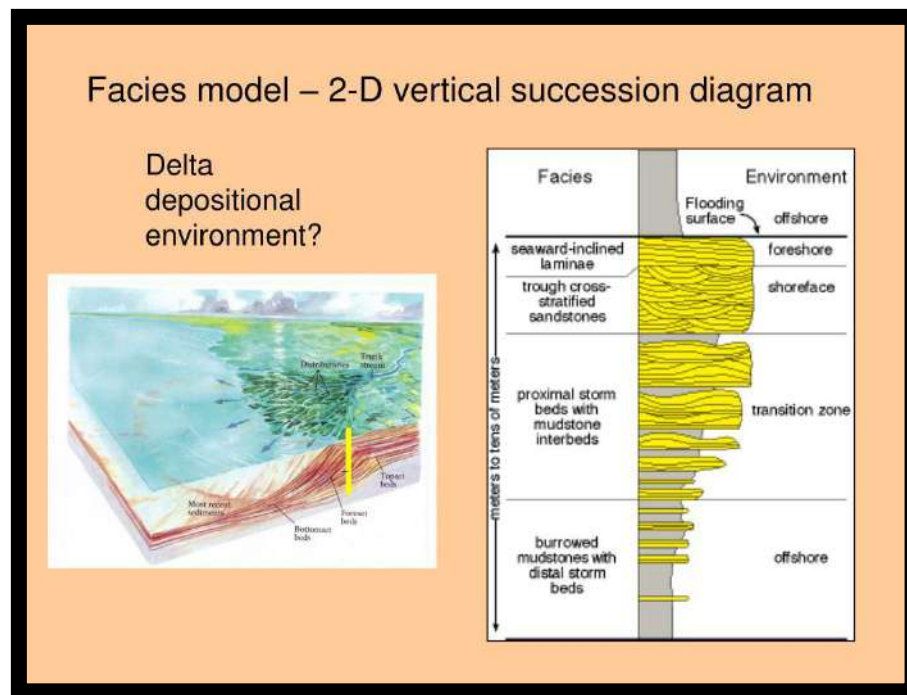 Facies model – 2-D vertical succession diagram
Delta
depositional
environment?
Distributaries
Trunk
stream
Most recent
sediments
Bottomset
beds
Foreset
beds
Topset
beds
Facies
Environment
Flooding
surface
offshore
seaward-inclined
laminae
foreshore
trough cross-
stratified
sandstones
shoreface
meters to tens of meters
proximal storm
beds with
mudstone
interbeds
transition zone
burrowed
mudstones with
distal storm
beds
offshore